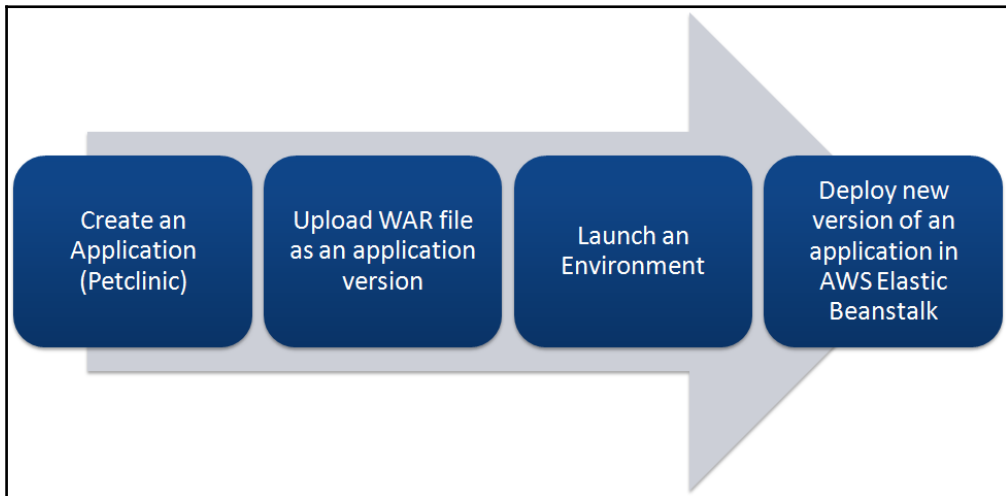 Create an
Application
(Petclinic)
Upload WAR file
as an application
version
Launch an
Environment
Deploy new
version of an
application in
AWS Elastic
Beanstalk